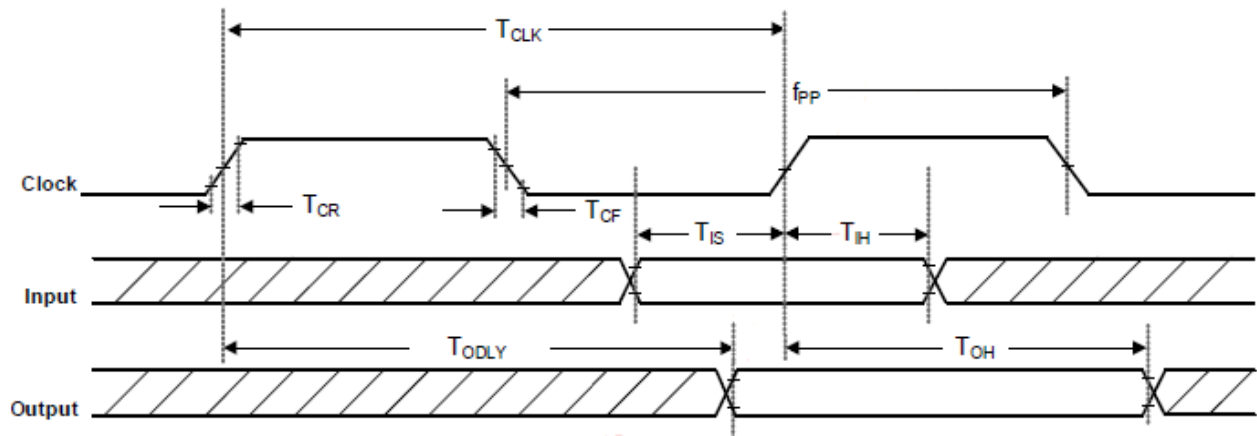 TCLK
fPP
Clock
TCR
TCF
TIS
TIH
Input
TODLY
TOH
Output